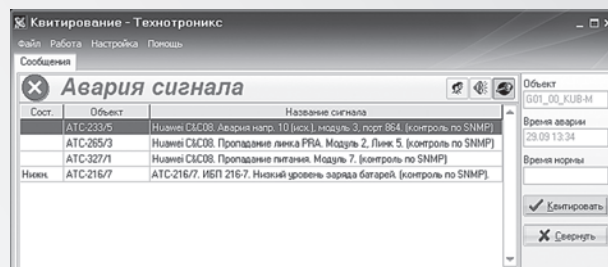 Квитирование - Технотроникс
Файл Работа Настройка Помощь
Сообщения
Авария сигнала
Сост. Объект Название сигнала
АТС-233/5 Huawei C&C08. Авария напр. 10 (исх.), модуль 3, порт 864. (контроль по SNMP)
АТС-265/3 Huawei C&C08. Пропадание линка PRA. Модуль 2, Линк 5. (контроль по SNMP)
АТС-327/1 Huawei C&C08. Пропадание питания. Модуль 7. (контроль по SNMP)
Нижн. АТС-216/7 АТС-216/7. ИБП 216-7. Низкий уровень заряда батарей. (контроль по SNMP).
Объект
G01_00_KUB-M
Время аварии
29.09 13:34
Время нормы
Квитировать
Свернуть